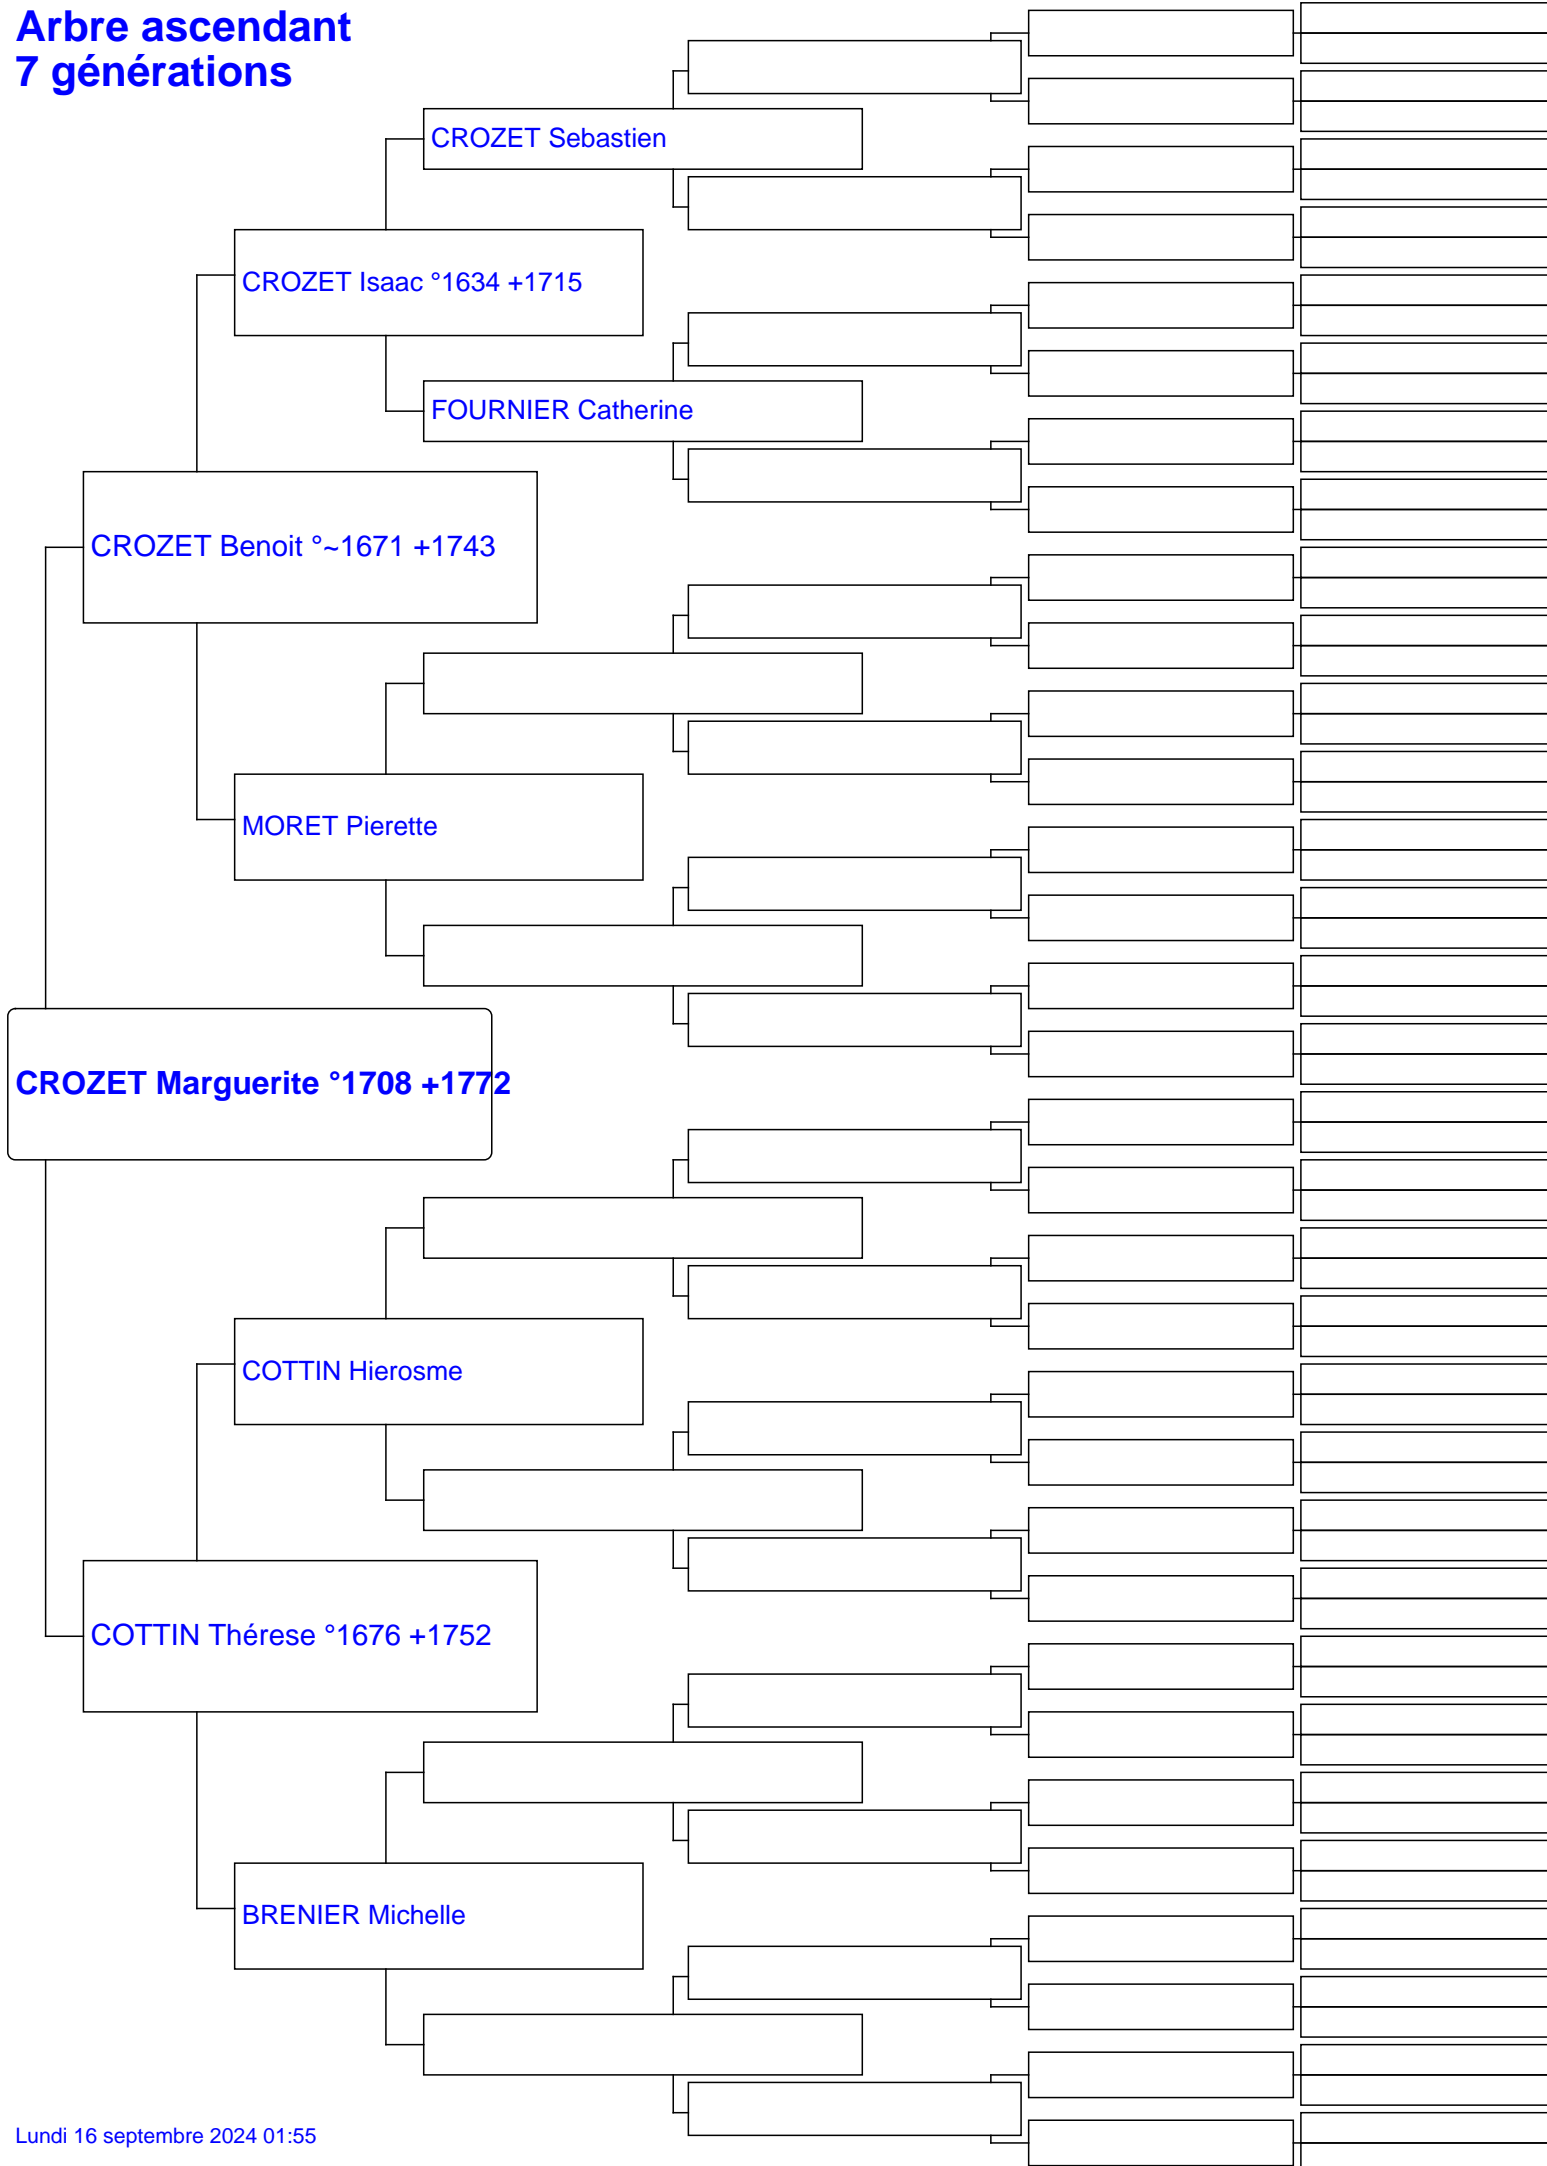 Arbre ascendant
7 générations
CROZET Sebastien
CROZET Isaac °1634 +1715
FOURNIER Catherine
CROZET Benoit °~1671 +1743
MORET Pierette
CROZET Marguerite °1708 +1772
COTTIN Hierosme
COTTIN Thérese °1676 +1752
BRENIER Michelle
Lundi 16 septembre 2024 01:55